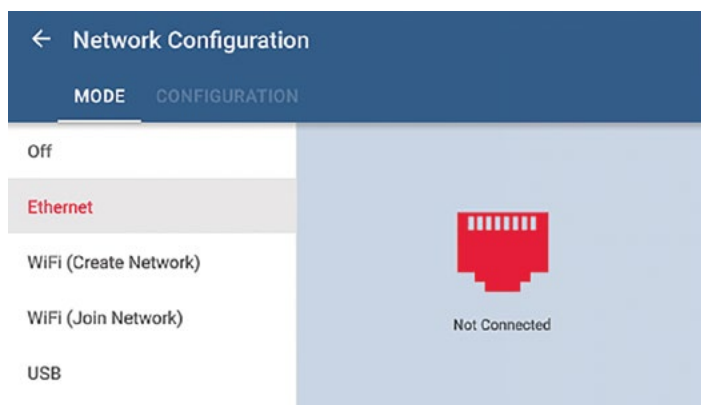 Network Configuration
MODE CONFIGURATION
Off
Ethernet
WiFi (Create Network)
WiFi (Join Network)
USB
Not Connected